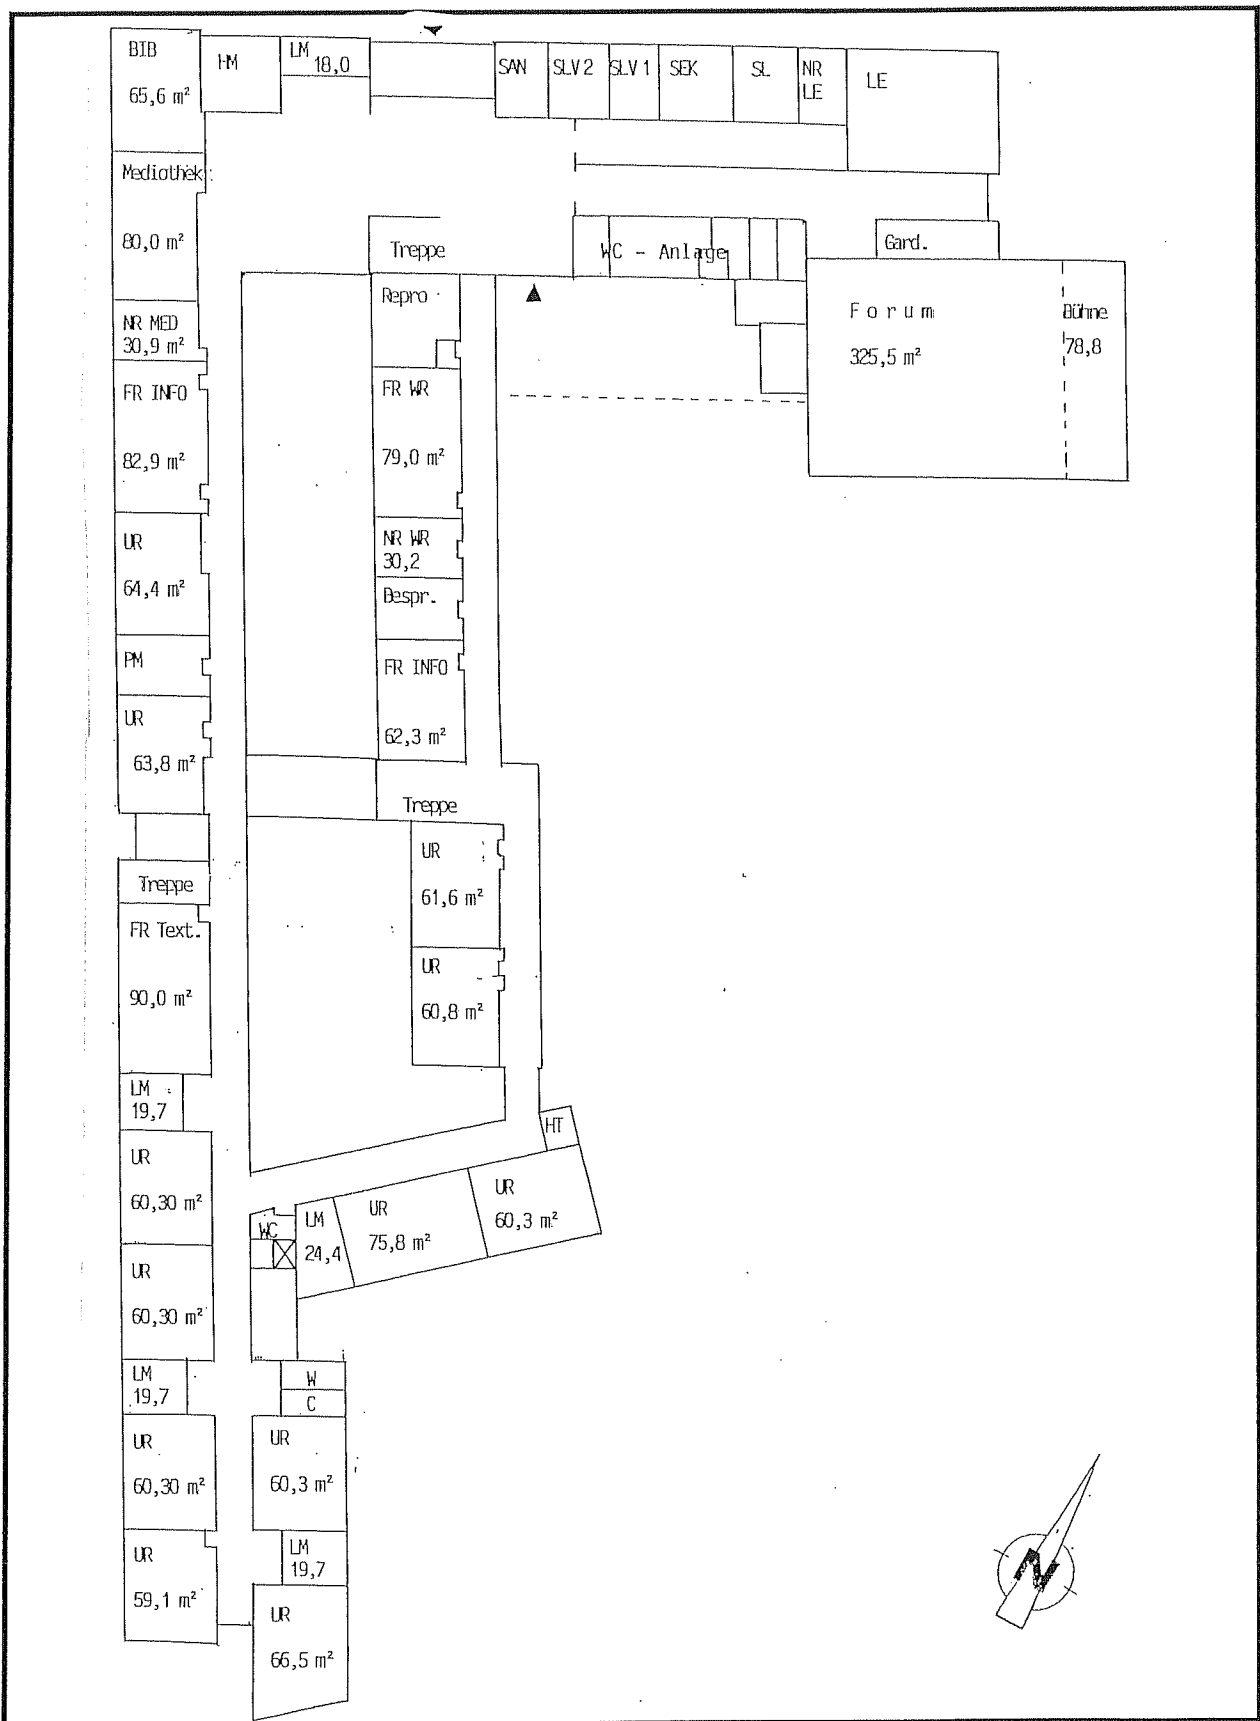 BIB
65,6 m²
HM
LM
18,0
SAN
SLV 2
SLV 1
SEK
SL
NR
LE
LE
Mediothek
80,0 m²
Treppe
WC - Anlage
Gard.
NR MED
30,9 m²
Repro
Forum
325,5 m²
Bühne
78,8
FR INFO
82,9 m²
FR WR
79,0 m²
UR
64,4 m²
NR WR
30,2
Bespr.
PM
FR INFO
62,3 m²
UR
63,8 m²
Treppe
UR
61,6 m²
Treppe
FR Text.
90,0 m²
UR
60,8 m²
LM
19,7
HT
UR
60,30 m²
WC
LM
24,4
UR
75,8 m²
UR
60,3 m²
UR
60,30 m²
LM
19,7
W
C
UR
60,30 m²
UR
60,3 m²
LM
19,7
UR
59,1 m²
UR
66,5 m²
N